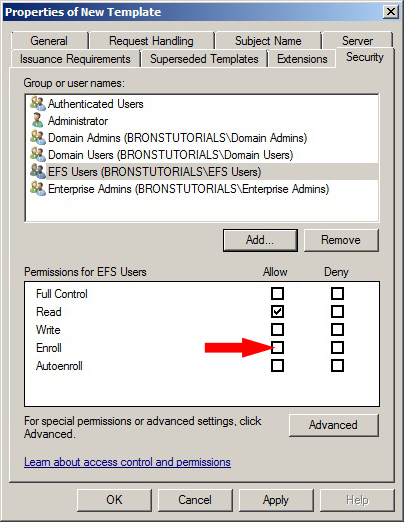 Properties of New Template
General Request Handling Subject Name Server
Issuance Requirements Superseded Templates Extensions Security
Group or user names:
Authenticated Users
Administrator
Domain Admins (BRONSTUTORIALS\Domain Admins)
Domain Users (BRONSTUTORIALS\Domain Users)
EFS Users (BRONSTUTORIALS\EFS Users)
Enterprise Admins (BRONSTUTORIALS\Enterprise Admins)
Add... Remove
Permissions for EFS Users Allow Deny
Full Control
Read
Write
Enroll
Autoenroll
For special permissions or advanced settings, click
Advanced.
Advanced
Learn about access control and permissions
OK Cancel Apply Help